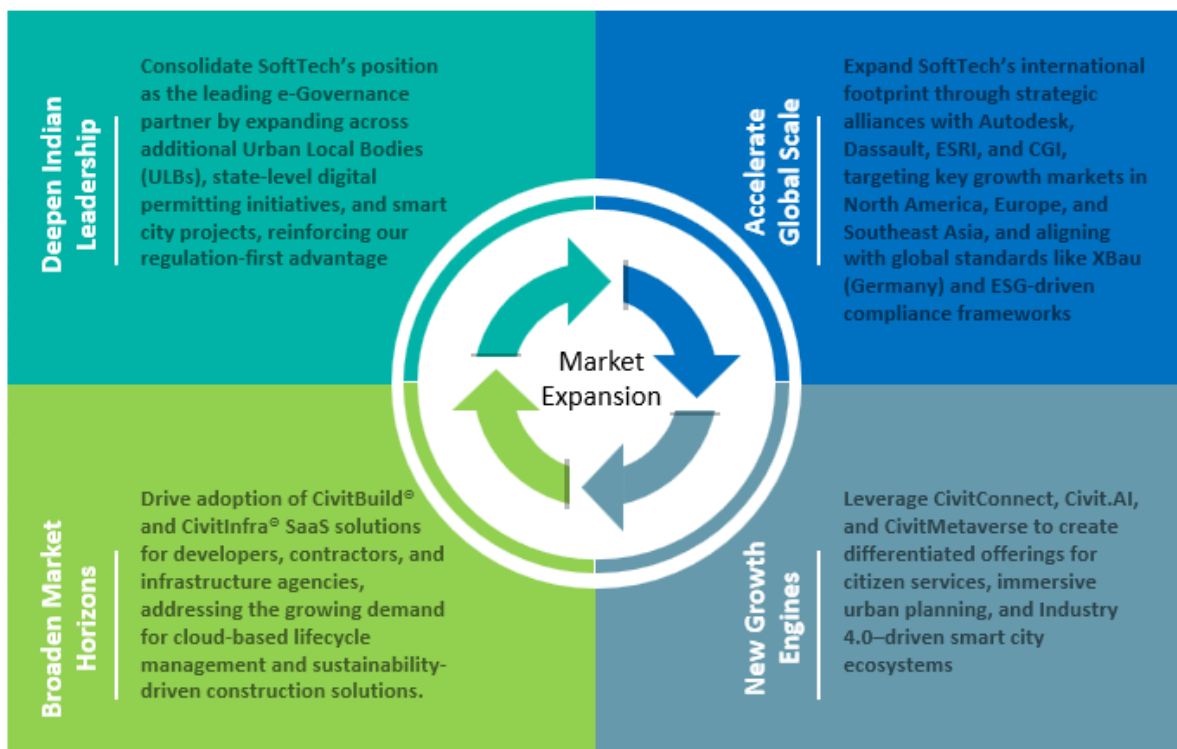 Deepen Indian
Leadership
Consolidate SoftTech's position
as the leading e-Governance
partner by expanding across
additional Urban Local Bodies
(ULBs), state-level digital
permitting initiatives, and smart
city projects, reinforcing our
regulation-first advantage
Accelerate
Global Scale
Expand SoftTech's international
footprint through strategic
alliances with Autodesk,
Dassault, ESRI, and CGI,
targeting key growth markets in
North America, Europe, and
Southeast Asia, and aligning
with global standards like XBau
(Germany) and ESG-driven
compliance frameworks
Market
Expansion
Broaden Market
Horizons
Drive adoption of CivitBuild®
and CivitInfra® SaaS solutions
for developers, contractors, and
infrastructure agencies,
addressing the growing demand
for cloud-based lifecycle
management and sustainability-
driven construction solutions.
New Growth
Engines
Leverage CivitConnect, Civit.AI,
and CivitMetaverse to create
differentiated offerings for
citizen services, immersive
urban planning, and Industry
4.0–driven smart city
ecosystems